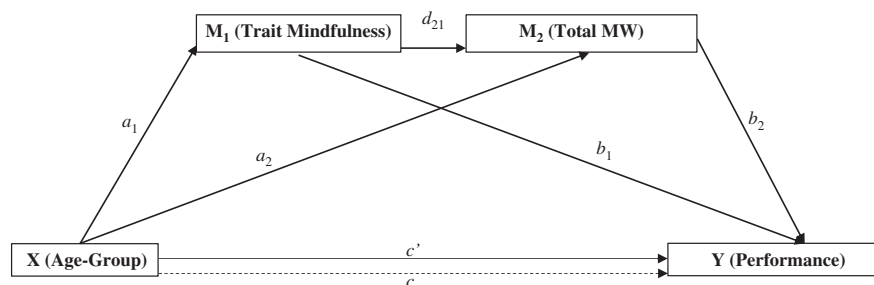 d21
M1 (Trait Mindfulness)
M2 (Total MW)
a1
a2
b1
b2
X (Age-Group)
c'
Y (Performance)
c